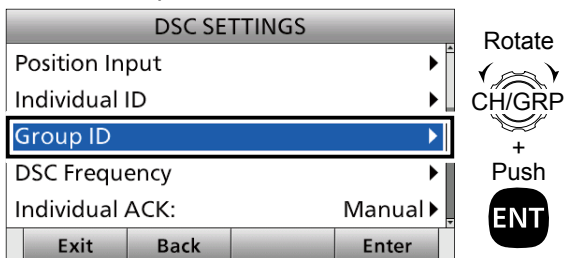 DSC SETTINGS
Position Input
Individual ID
Group ID
DSC Frequency
Individual ACK: Manual
Exit Back Enter
Rotate
CH/GRP
+
Push
ENT